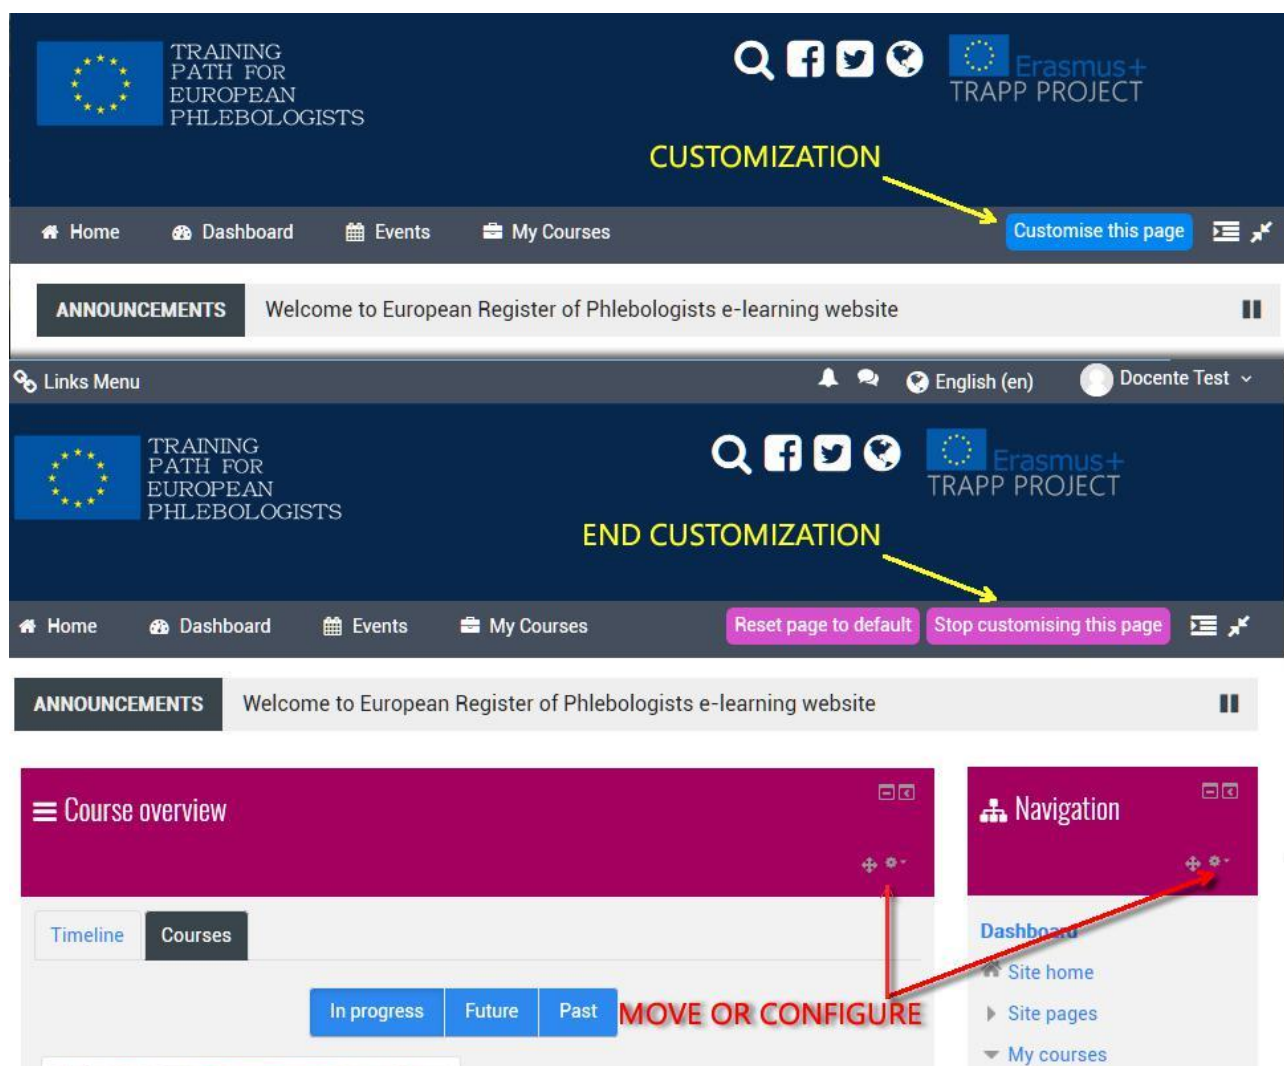 TRAINING
PATH FOR
EUROPEAN
PHLEBOLOGISTS
Erasmus+
TRAPP PROJECT
CUSTOMIZATION
Home Dashboard Events My Courses Customise this page
ANNOUNCEMENTS Welcome to European Register of Phlebologists e-learning website
Links Menu English (en) Docente Test
TRAINING
PATH FOR
EUROPEAN
PHLEBOLOGISTS
Erasmus+
TRAPP PROJECT
END CUSTOMIZATION
Home Dashboard Events My Courses Reset page to default Stop customising this page
ANNOUNCEMENTS Welcome to European Register of Phlebologists e-learning website
Course overview
Navigation
Timeline Courses
Dashboard
Site home
In progress Future Past MOVE OR CONFIGURE
Site pages
My courses